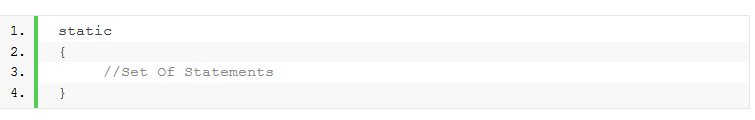 1. static
2. {
3. //Set Of Statements
4. }